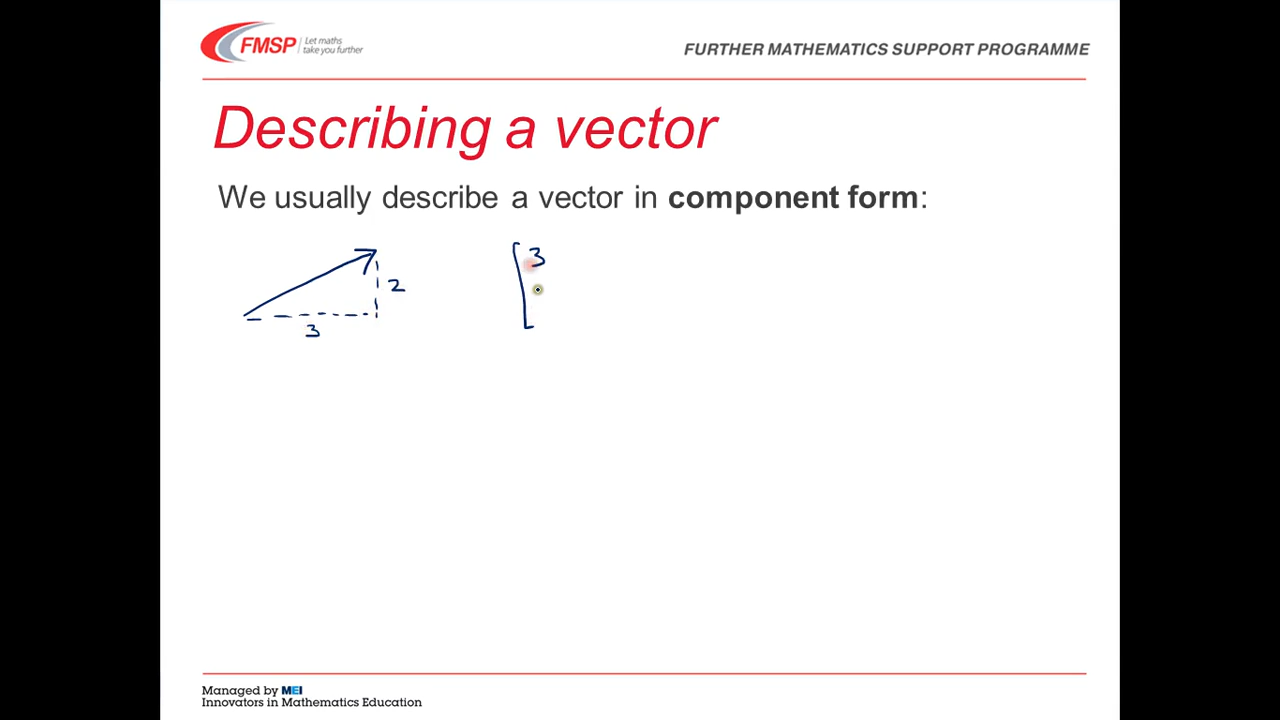 FMSP
Let maths
take you further
FURTHER MATHEMATICS SUPPORT PROGRAMME
Describing a vector
We usually describe a vector in component form:
2
3
[3
Managed by MEI
Innovators in Mathematics Education